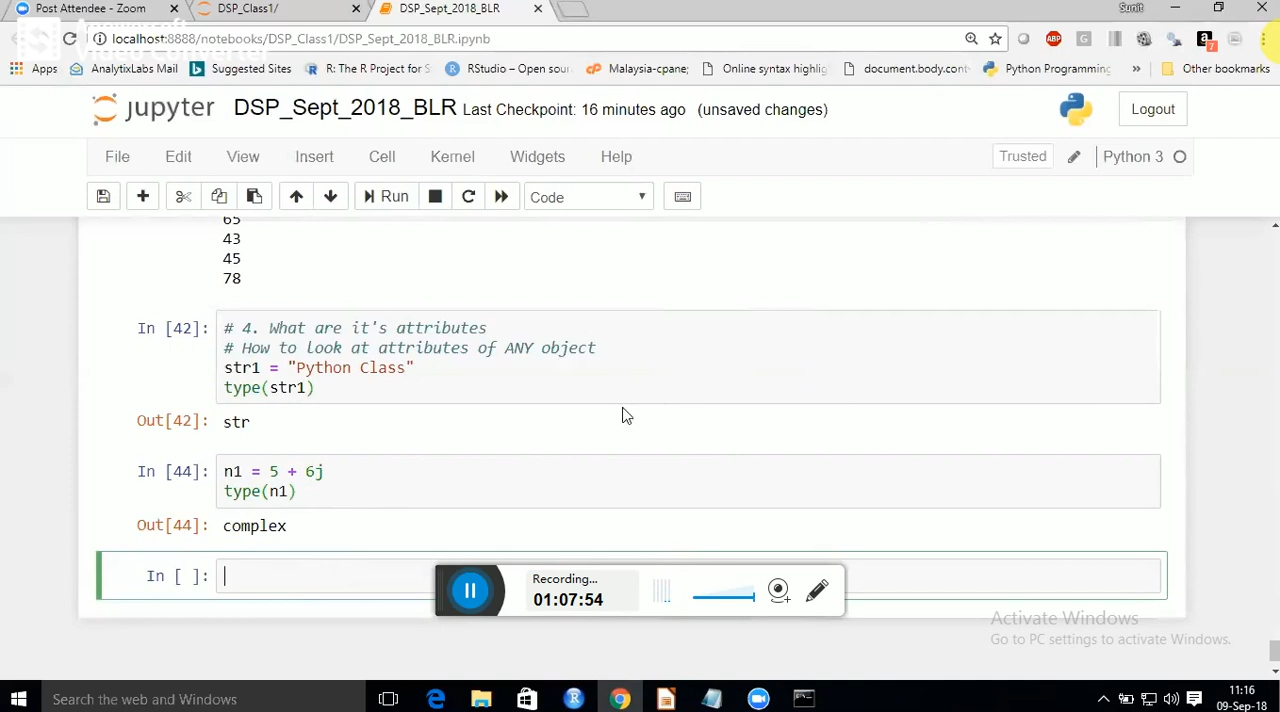 Post Attendee - Zoom
DSP_Class1/
DSP_Sept_2018_BLR
Sunit
localhost:8888/notebooks/DSP_Class1/DSP_Sept_2018_BLR.ipynb
Apps
AnalytixLabs Mail
Suggested Sites
R: The R Project for S
RStudio – Open sour
Malaysia-cpane;
Online syntax highlig
document.body.cont
Python Programming
»
Other bookmarks
jupyter
DSP_Sept_2018_BLR
Last Checkpoint: 16 minutes ago
(unsaved changes)
Logout
File
Edit
View
Insert
Cell
Kernel
Widgets
Help
Trusted
Python 3
Run
Code
65
43
45
78
In [42]:
# 4. What are it's attributes
# How to look at attributes of ANY object
str1 = "Python Class"
type(str1)
Out[42]: str
In [44]:
n1 = 5 + 6j
type(n1)
Out[44]: complex
In [ ]:
Recording...
01:07:54
Activate Windows
Go to PC settings to activate Windows.
Search the web and Windows
11:16
09-Sep-18